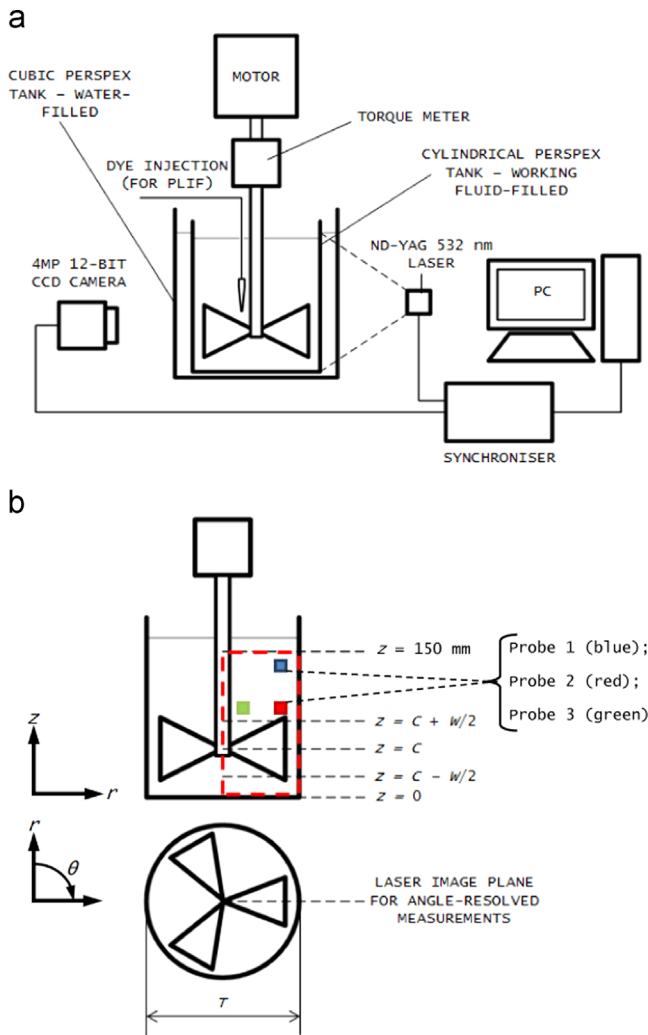 a
MOTOR
CUBIC PERSPEX
TANK – WATER-
FILLED
TORQUE METER
DYE INJECTION
(FOR PLIF)
CYLINDRICAL PERSPEX
TANK – WORKING
FLUID-FILLED
4MP 12-BIT
CCD CAMERA
ND-YAG 532 nm
LASER
PC
SYNCHRONISER
b
z = 150 mm
Probe 1 (blue);
Probe 2 (red);
Probe 3 (green)
z = C + W/2
z = C
z = C − W/2
z = 0
z
r
r
θ
LASER IMAGE PLANE
FOR ANGLE-RESOLVED
MEASUREMENTS
T